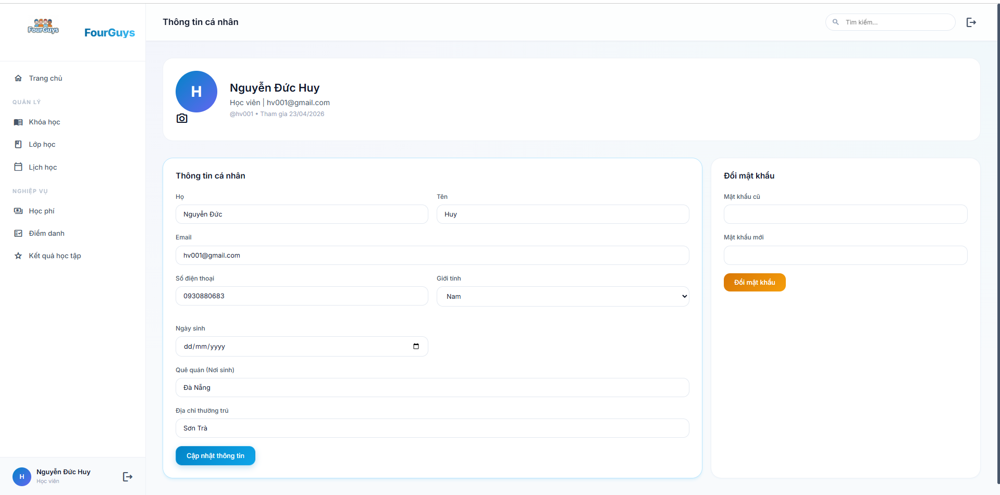 FourGuys
FourGuys
Trang chủ
QUẢN LÝ
Khóa học
Lớp học
Lịch học
NGHIỆP VỤ
Học phí
Điểm danh
Kết quả học tập
H
Nguyễn Đức Huy
Học viên
Thông tin cá nhân
Tìm kiếm...
H
Nguyễn Đức Huy
Học viên | hv001@gmail.com
@hv001 • Tham gia 23/04/2026
Thông tin cá nhân
Họ
Tên
Nguyễn Đức
Huy
Email
hv001@gmail.com
Số điện thoại
Giới tính
0930880683
Nam
Ngày sinh
dd/mm/yyyy
Quê quán (Nơi sinh)
Đà Nẵng
Địa chỉ thường trú
Sơn Trà
Cập nhật thông tin
Đổi mật khẩu
Mật khẩu cũ
Mật khẩu mới
Đổi mật khẩu